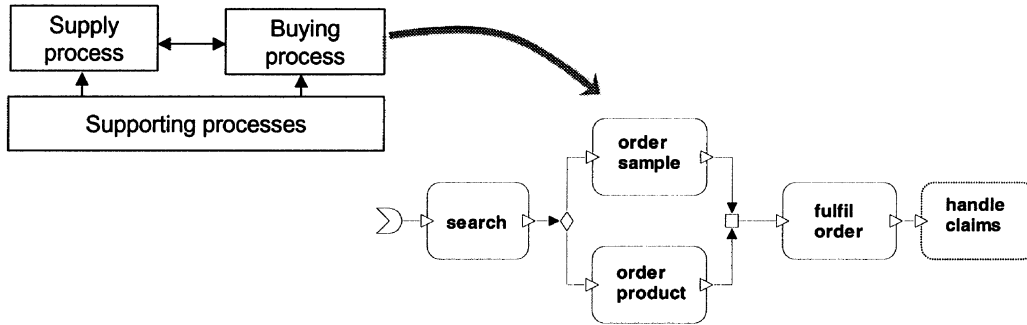 Supply
process
Buying
process
Supporting processes
search
order
sample
order
product
fulfil
order
handle
claims